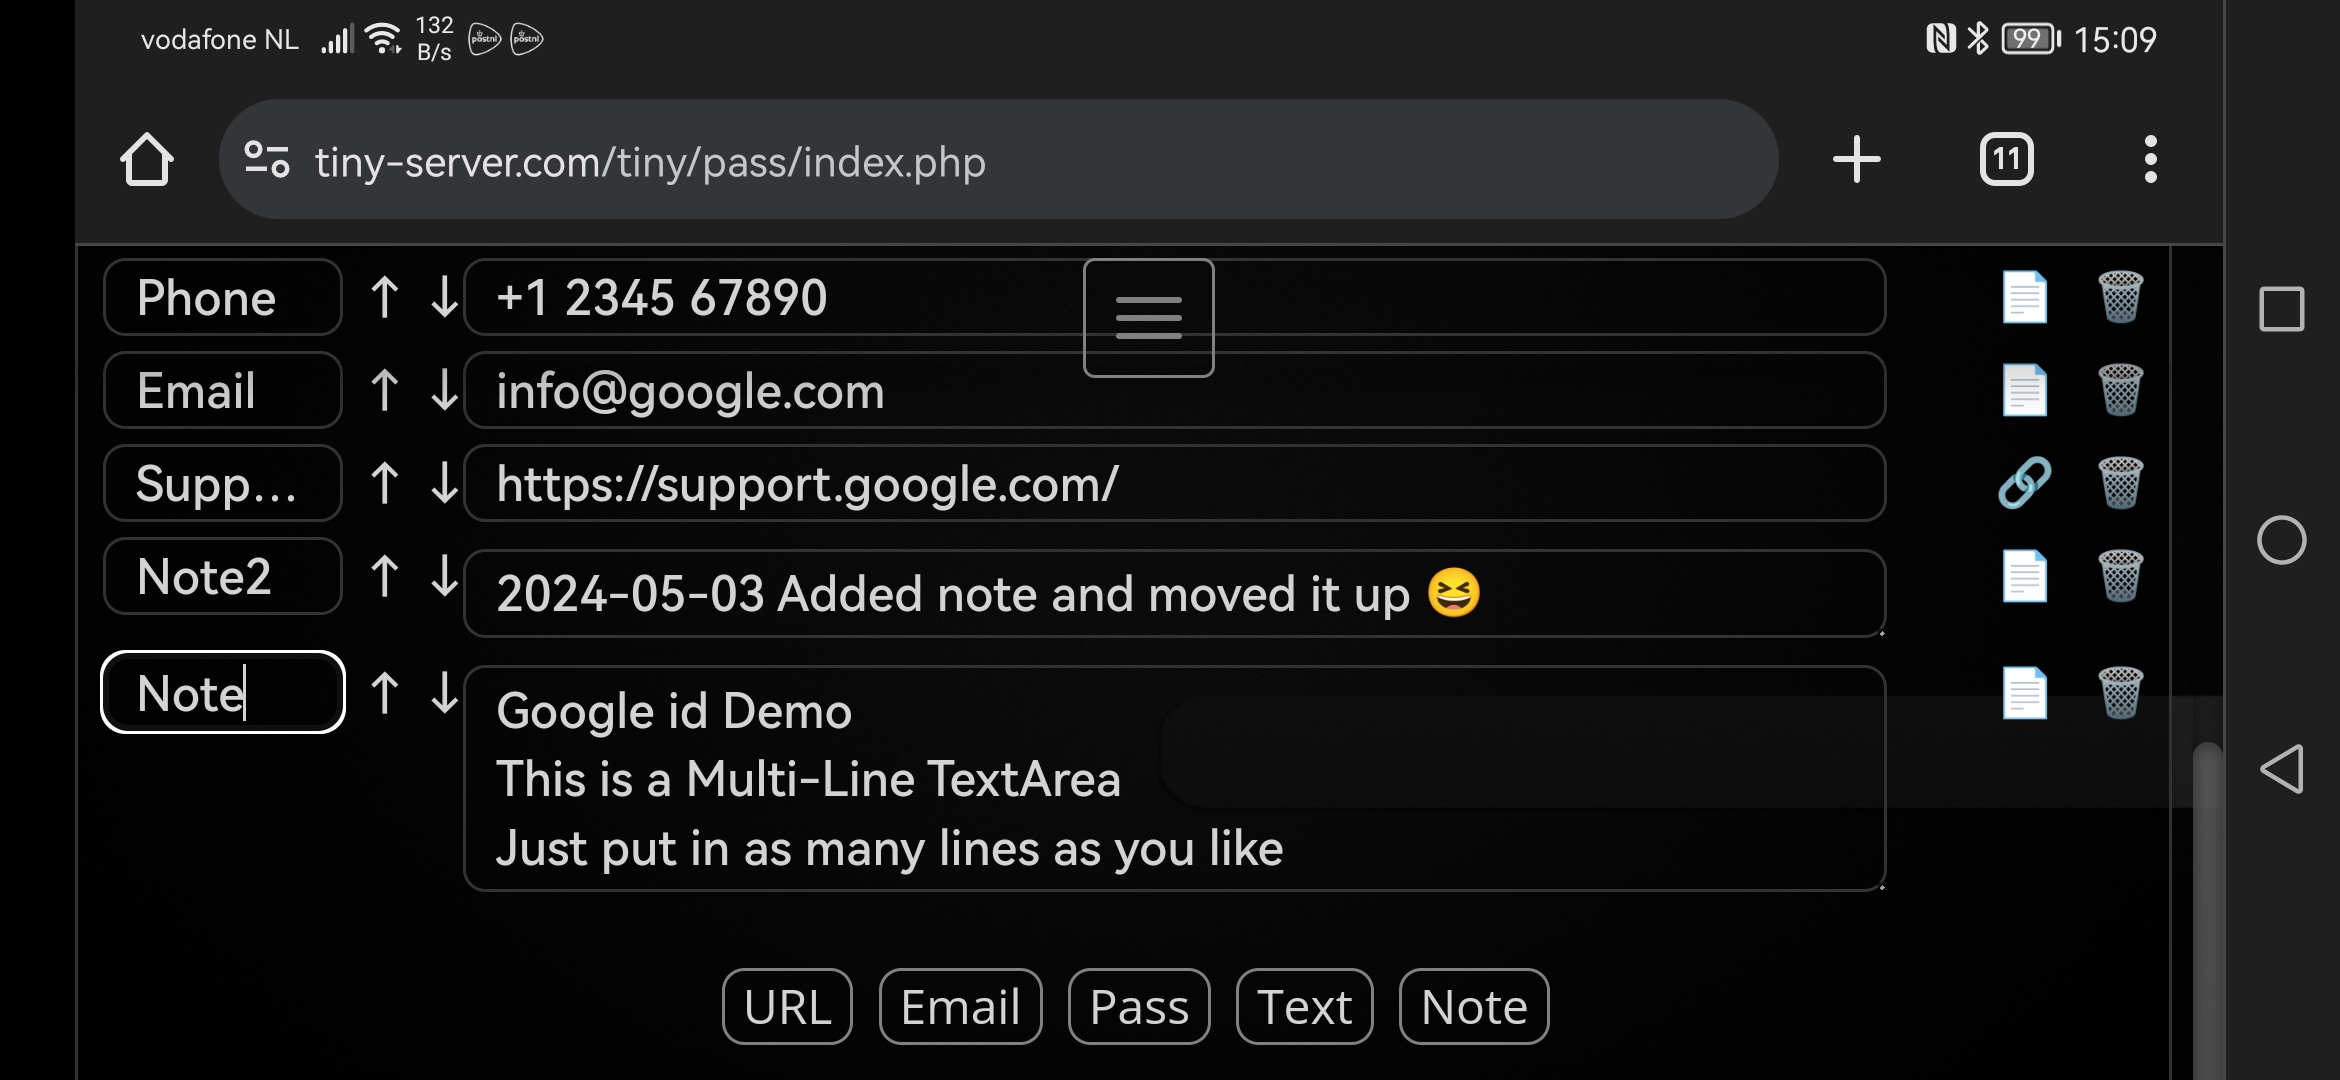 vodafone NL 132 B/s postnl postnl 99 15:09
tiny-server.com/tiny/pass/index.php 11
Phone ↑ ↓ +1 2345 67890
Email ↑ ↓ info@google.com
Supp... ↑ ↓ https://support.google.com/
Note2 ↑ ↓ 2024-05-03 Added note and moved it up 😆
Note ↑ ↓ Google id Demo
This is a Multi-Line TextArea
Just put in as many lines as you like
URL Email Pass Text Note